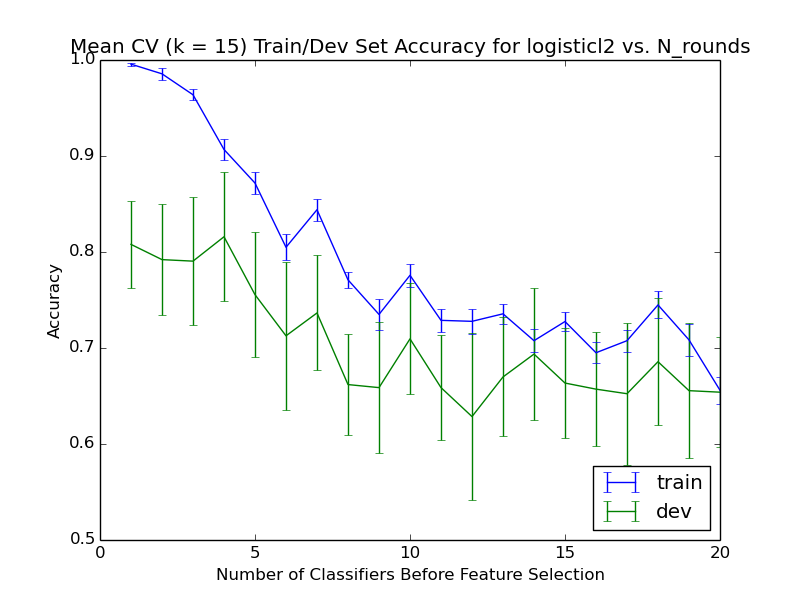 Mean CV (k = 15) Train/Dev Set Accuracy for logisticl2 vs. N_rounds
1.0
0.9
0.8
0.7
0.6
0.5
Accuracy
0 5 10 15 20
Number of Classifiers Before Feature Selection
train
dev